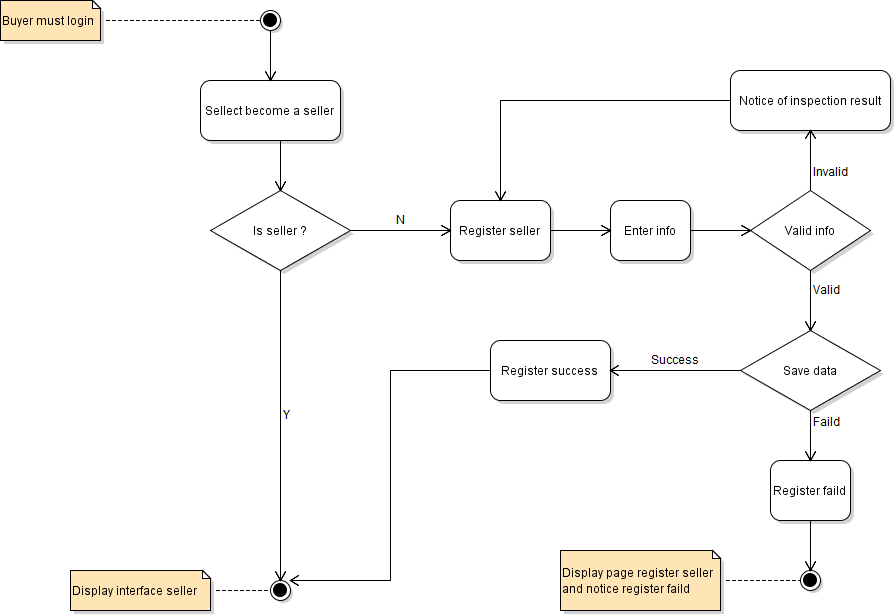 Buyer must login
Sellect become a seller
Notice of inspection result
Invalid
Is seller ?
N
Register seller
Enter info
Valid info
Valid
Register success
Success
Save data
Y
Faild
Register faild
Display interface seller
Display page register seller
and notice register faild